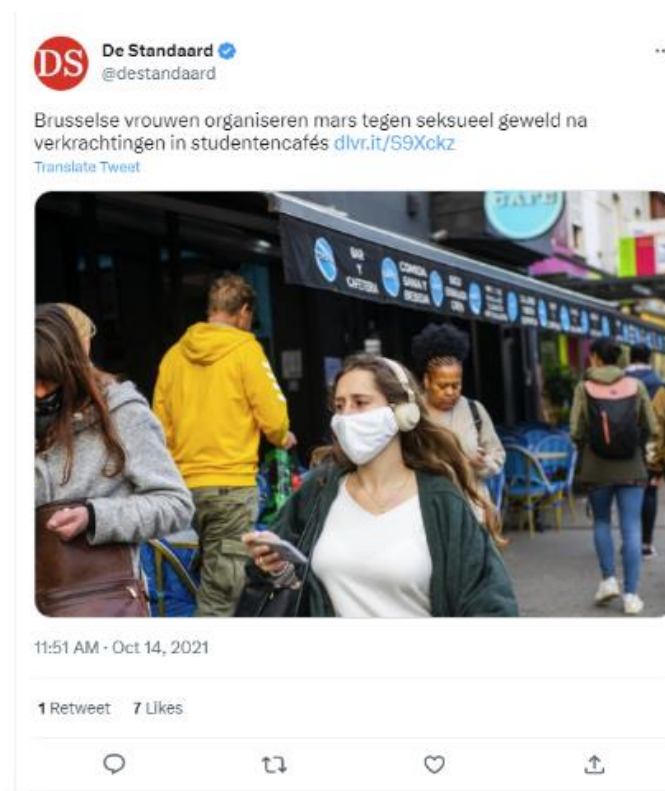 DS
De Standaard
@destandaard
Brusselse vrouwen organiseren mars tegen seksueel geweld na
verkrachtingen in studentencafés dlvr.it/S9Xckz
Translate Tweet
CAFE
BAR
Y
CAFETERIA
COMIDA
SANA Y
11:51 AM · Oct 14, 2021
1 Retweet 7 Likes